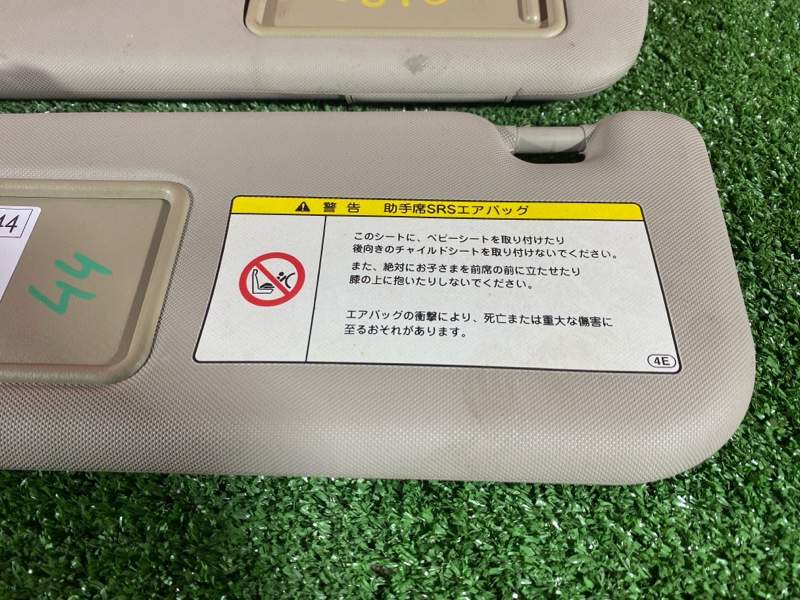 警告 助手席SRSエアバッグ
このシートに、ベビーシートを取り付けたり
後向きのチャイルドシートを取り付けないでください。
また、絶対にお子さまを前席の前に立たせたり
膝の上に抱いたりしないでください。
エアバッグの衝撃により、死亡または重大な傷害に
至るおそれがあります。
4E
44
44